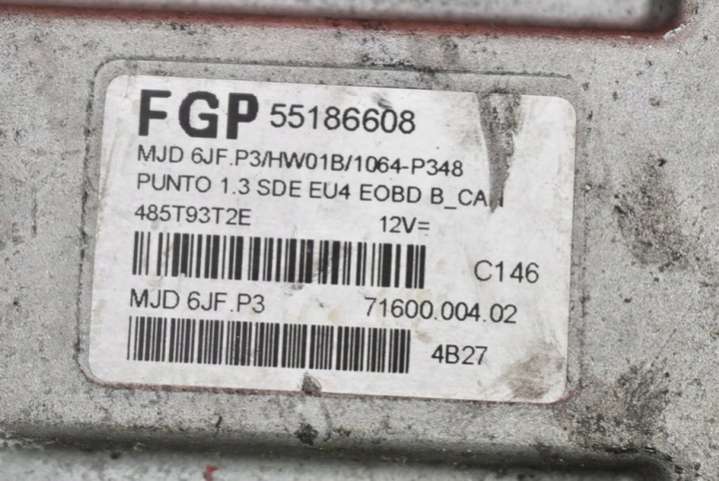 FGP 55186608
MJD 6JF.P3/HW01B/1064-P348
PUNTO 1.3 SDE EU4 EOBD B_CAN
485T93T2E 12V=
C146
MJD 6JF.P3 71600.004.02
4B27